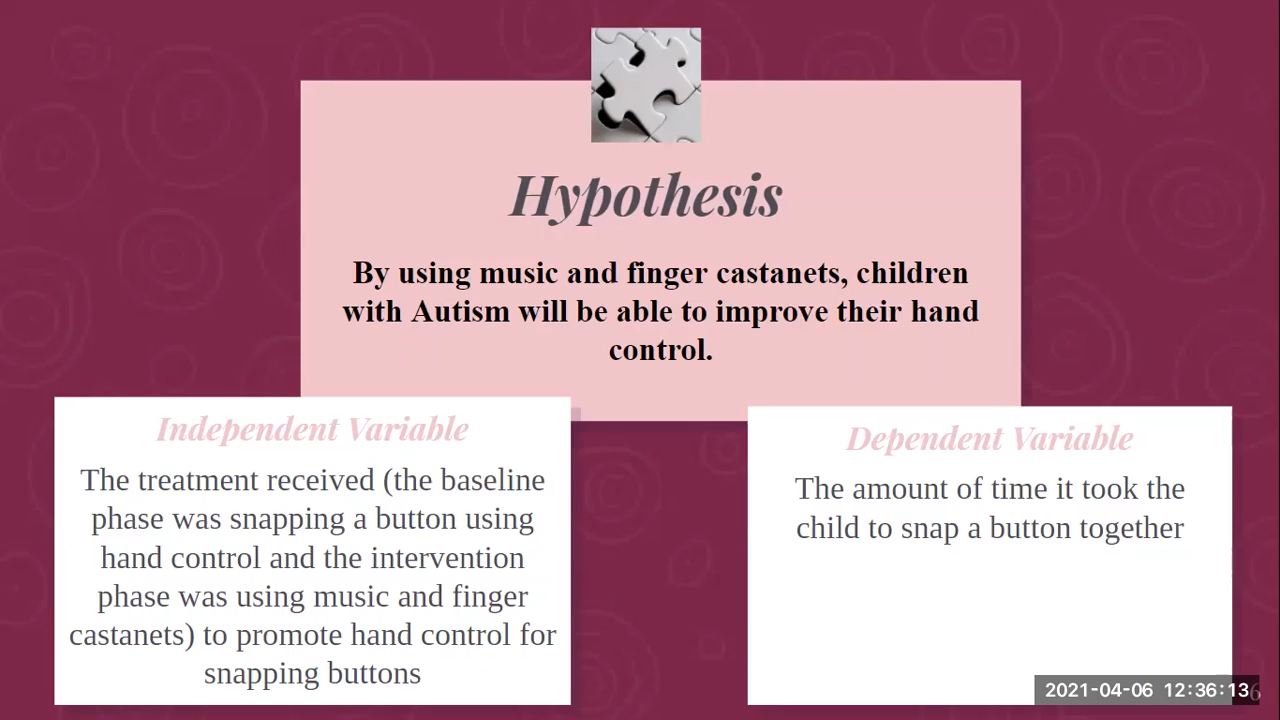 Hypothesis
By using music and finger castanets, children
with Autism will be able to improve their hand
control.
Independent Variable
The treatment received (the baseline
phase was snapping a button using
hand control and the intervention
phase was using music and finger
castanets) to promote hand control for
snapping buttons
Dependent Variable
The amount of time it took the
child to snap a button together
2021-04-06 12:36:13
6